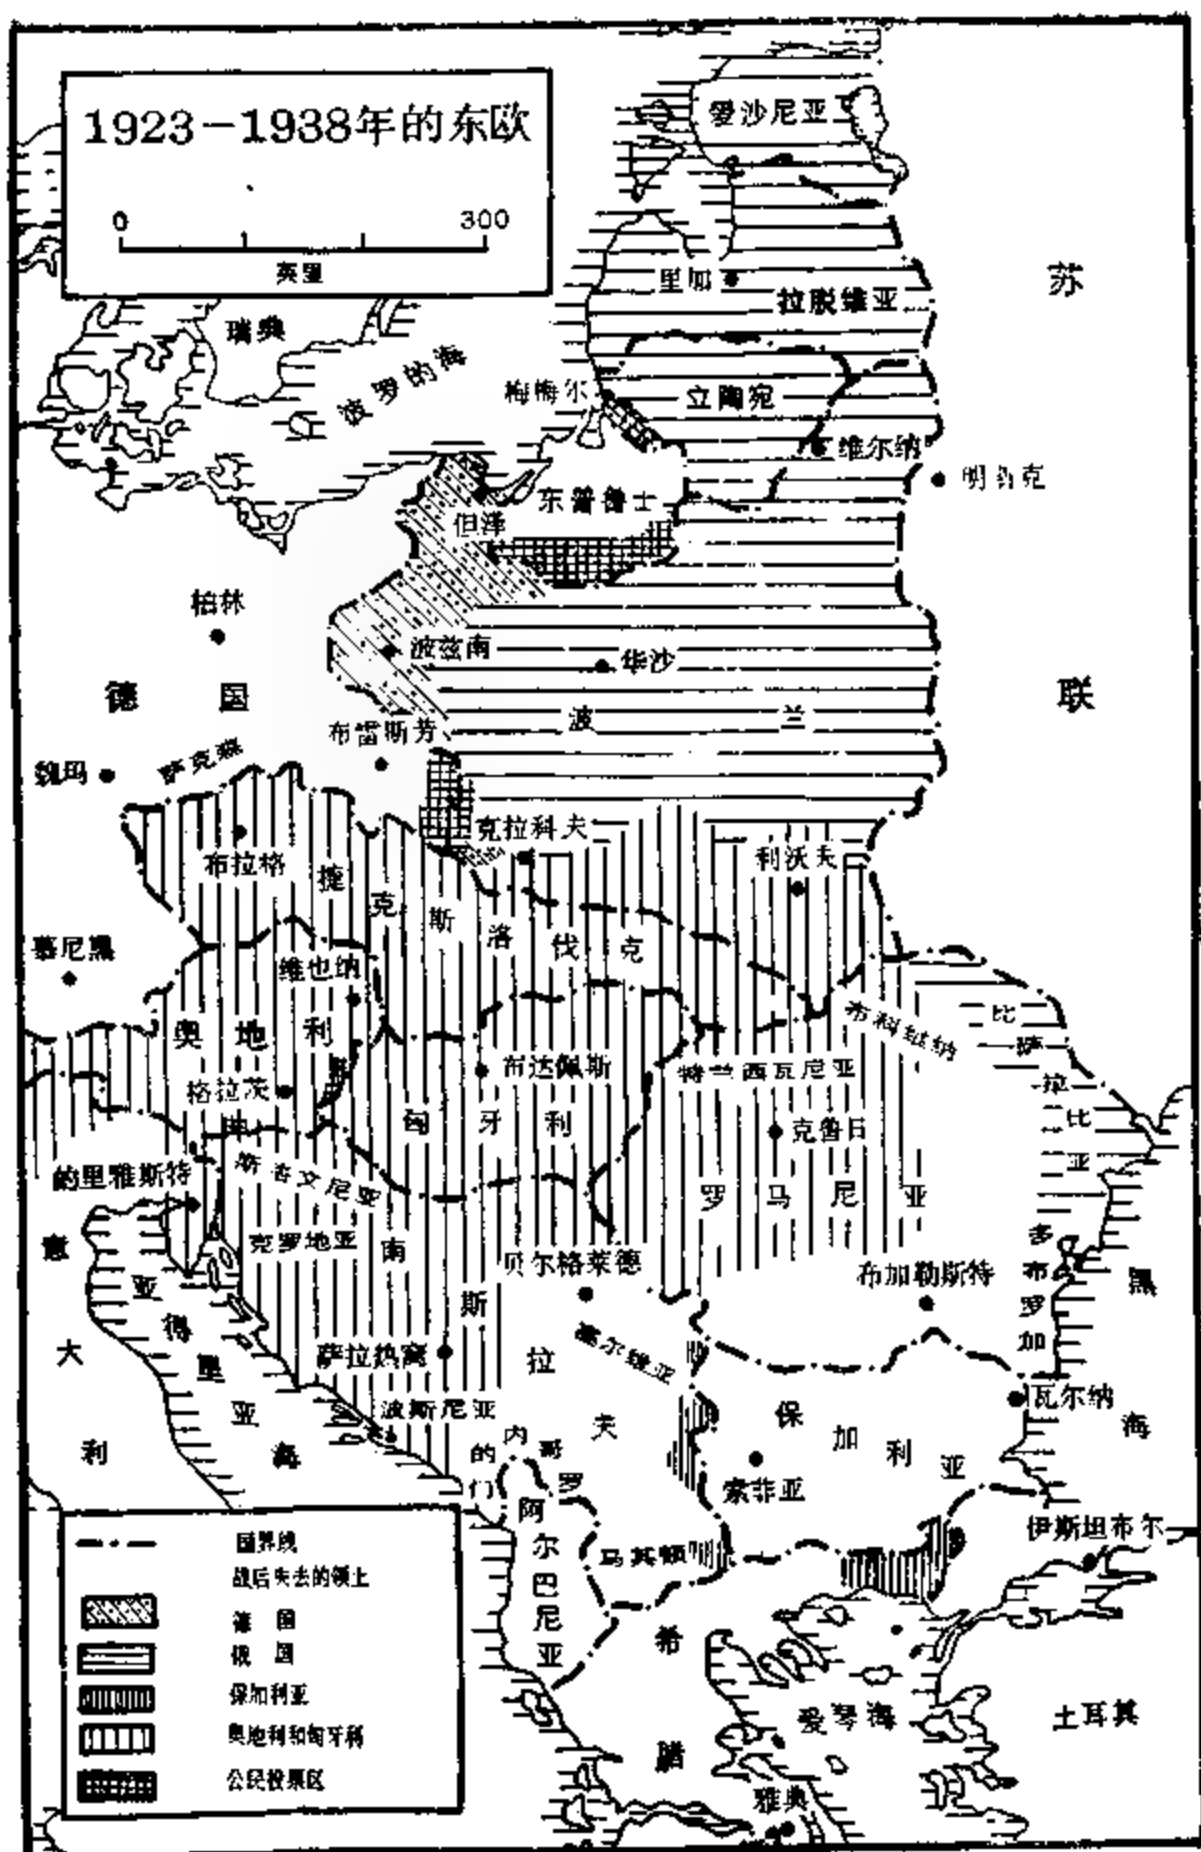 1923-1938年的东欧
0 300
英里
爱沙尼亚
苏
里加
拉脱维亚
瑞典
波罗的海
梅梅尔
立陶宛
维尔纳
明斯克
东普鲁士
但泽
柏林
波兹南
华沙
德国
联
波兰
布雷斯劳
萨克森
魏玛
克拉科夫
利沃夫
布拉格
捷克斯洛伐克
慕尼黑
维也纳
布科维纳
比萨拉比亚
奥地利
布达佩斯
特兰西瓦尼亚
格拉茨
匈牙利
克鲁日
的里雅斯特
斯洛文尼亚
罗马尼亚
克罗地亚
南斯拉夫
贝尔格莱德
布加勒斯特
多布罗加
黑海
意大利
亚得里亚海
萨拉热窝
塞尔维亚
波斯尼亚
瓦尔纳
保加利亚
的门内哥罗
索非亚
阿尔巴尼亚
马其顿
伊斯坦布尔
希腊
爱琴海
土耳其
雅典
国界线
战后失去的领土
德国
俄国
保加利亚
奥地利和匈牙利
公民投票区